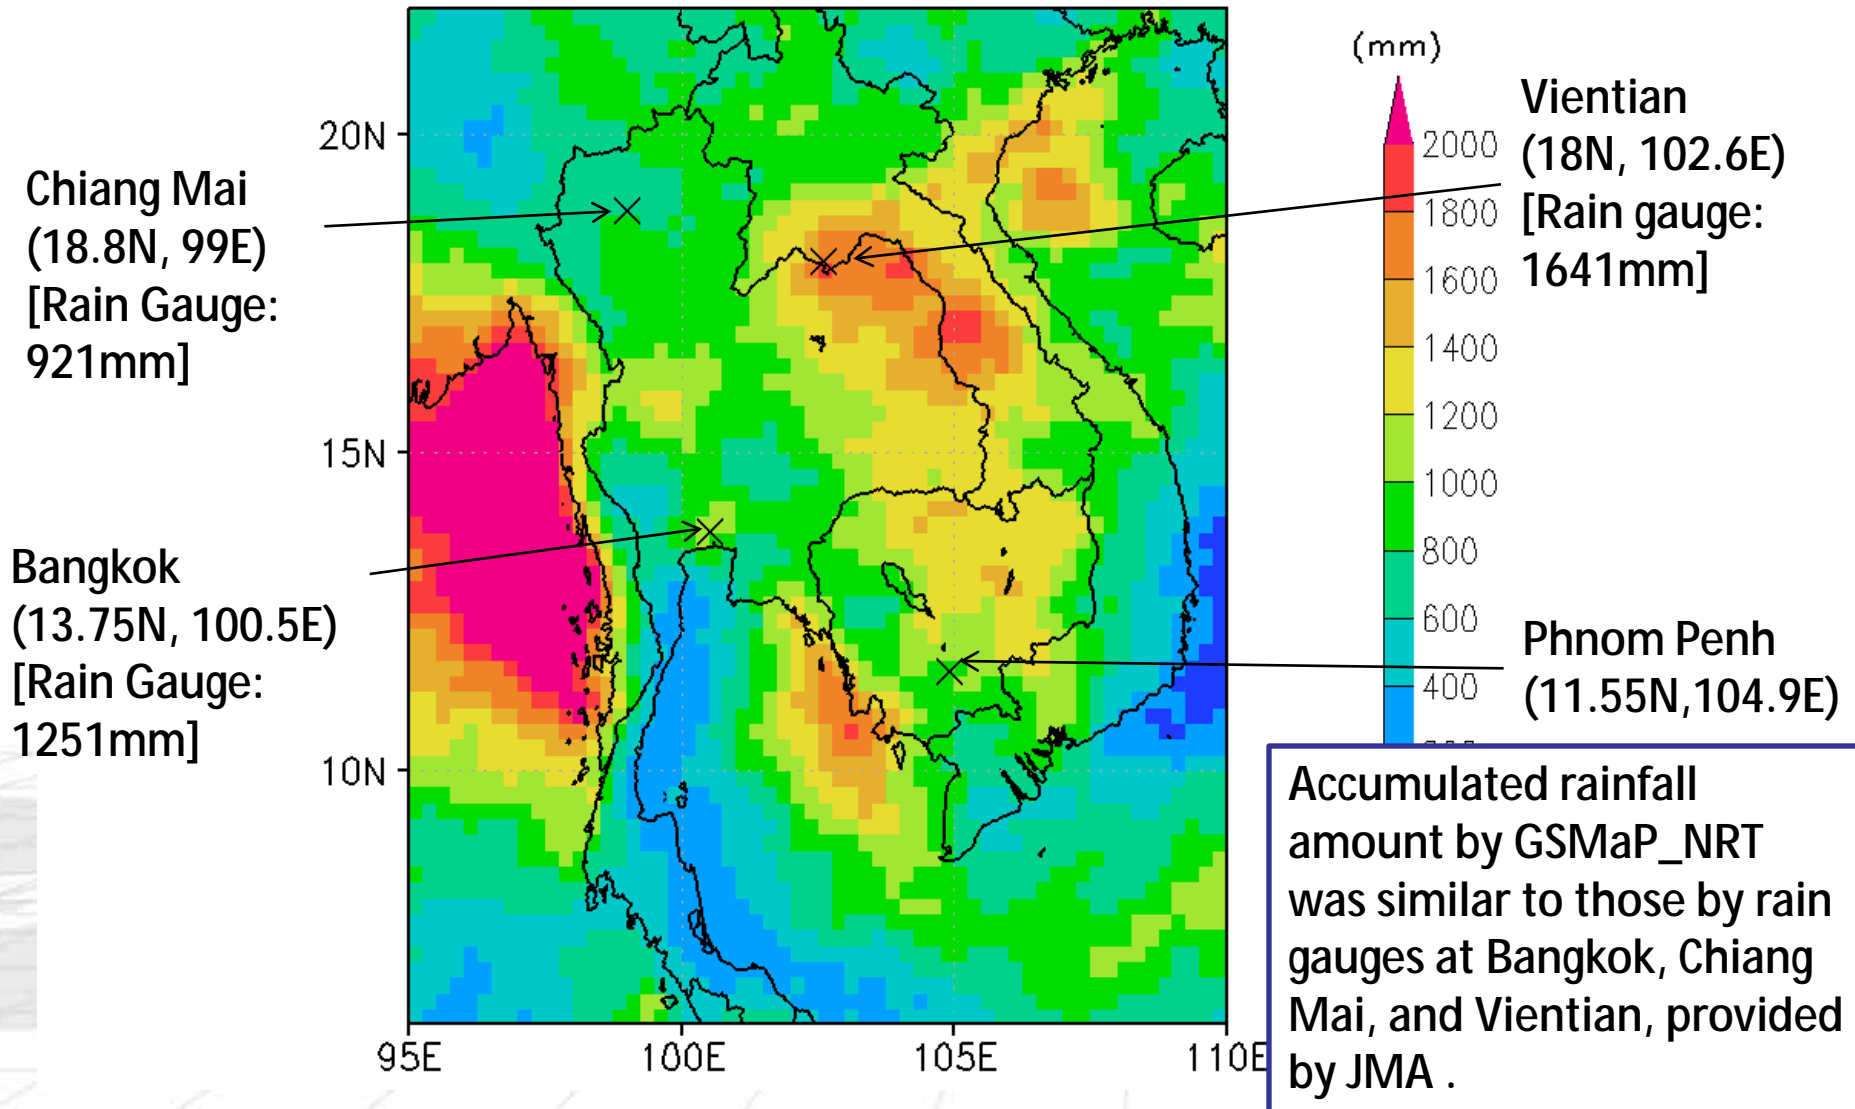 (mm)
Vientian
(18N, 102.6E)
[Rain gauge:
1641mm]
Chiang Mai
(18.8N, 99E)
[Rain Gauge:
921mm]
Bangkok
(13.75N, 100.5E)
[Rain Gauge:
1251mm]
Phnom Penh
(11.55N,104.9E)
20N
15N
10N
95E
100E
105E
110E
2000
1800
1600
1400
1200
1000
800
600
400
Accumulated rainfall
amount by GSMaP_NRT
was similar to those by rain
gauges at Bangkok, Chiang
Mai, and Vientian, provided
by JMA .